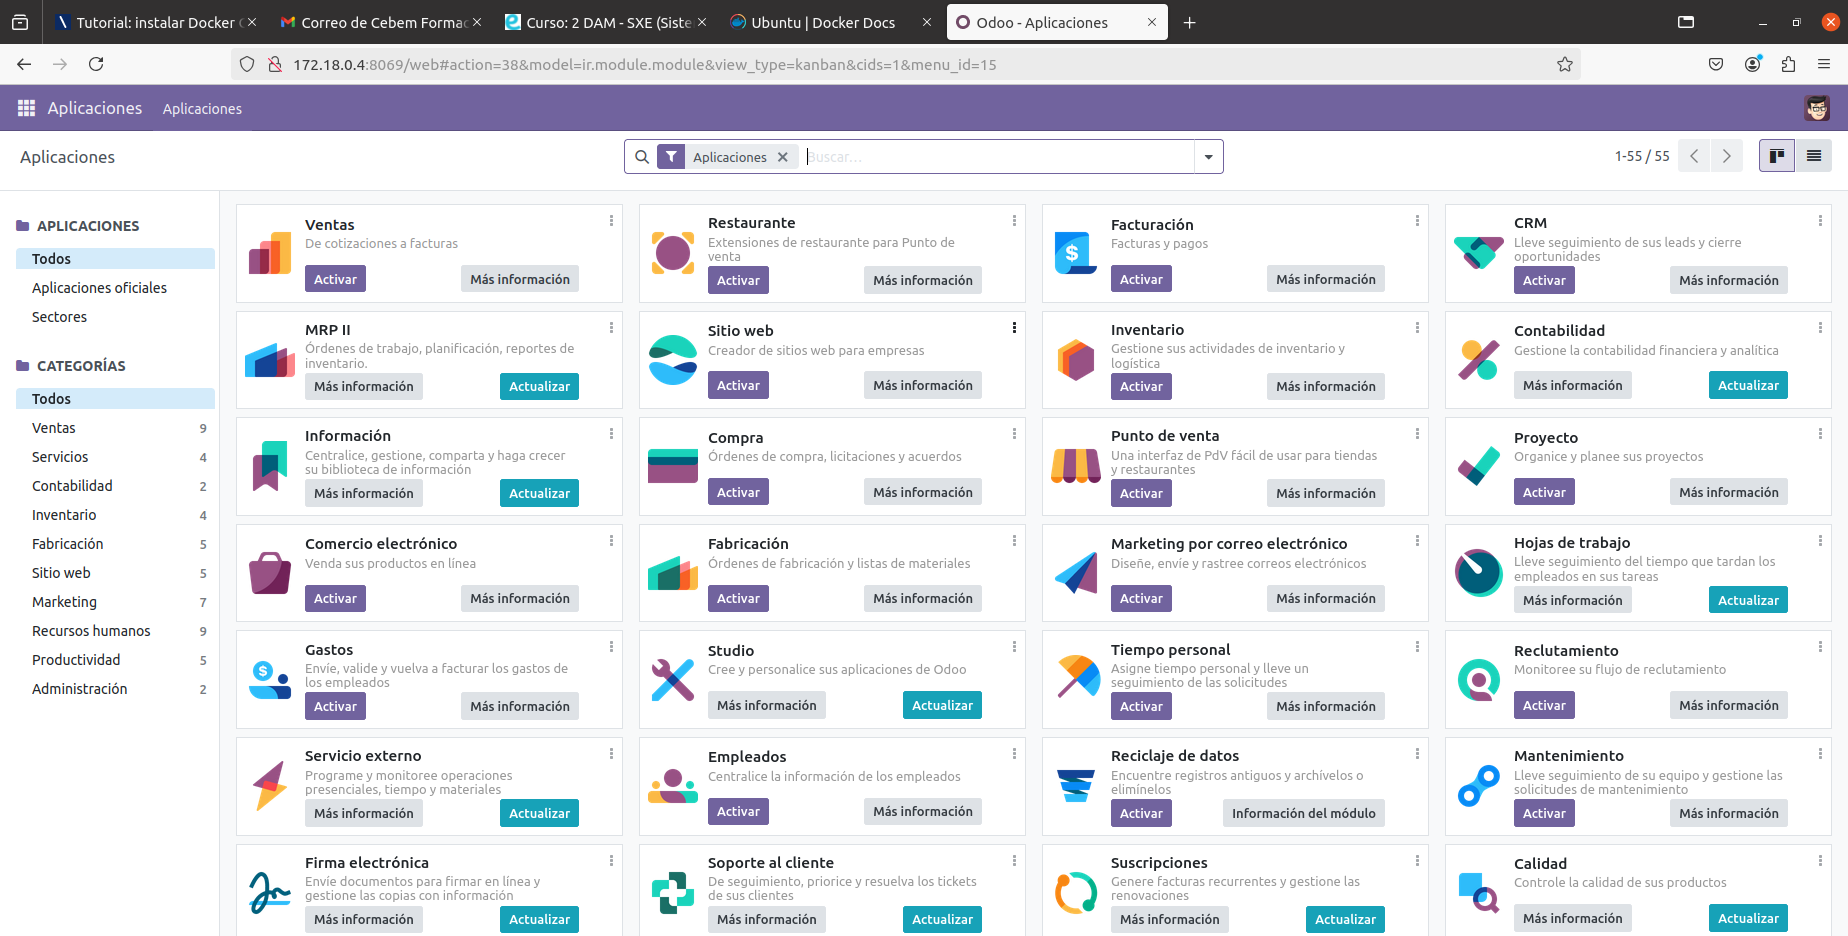 Tutorial: instalar Docker
Correo de Cebem Formac
Curso: 2 DAM - SXE (Siste
Ubuntu | Docker Docs
Odoo - Aplicaciones
172.18.0.4:8069/web#action=38&model=ir.module.module&view_type=kanban&cids=1&menu_id=15
Aplicaciones
Aplicaciones
Aplicaciones
Aplicaciones
Buscar...
1-55 / 55
APLICACIONES
Todos
Aplicaciones oficiales
Sectores
CATEGORÍAS
Todos
Ventas 9
Servicios 4
Contabilidad 2
Inventario 4
Fabricación 5
Sitio web 5
Marketing 7
Recursos humanos 9
Productividad 5
Administración 2
Ventas
De cotizaciones a facturas
Activar
Más información
Restaurante
Extensiones de restaurante para Punto de
venta
Activar
Más información
Facturación
Facturas y pagos
Activar
Más información
CRM
Lleve seguimiento de sus leads y cierre
oportunidades
Activar
Más información
MRP II
Órdenes de trabajo, planificación, reportes de
inventario.
Más información
Actualizar
Sitio web
Creador de sitios web para empresas
Activar
Más información
Inventario
Gestione sus actividades de inventario y
logística
Activar
Más información
Contabilidad
Gestione la contabilidad financiera y analítica
Más información
Actualizar
Información
Centralice, gestione, comparta y haga crecer
su biblioteca de información
Más información
Actualizar
Compra
Órdenes de compra, licitaciones y acuerdos
Activar
Más información
Punto de venta
Una interfaz de PdV fácil de usar para tiendas
y restaurantes
Activar
Más información
Proyecto
Organice y planee sus proyectos
Activar
Más información
Comercio electrónico
Venda sus productos en línea
Activar
Más información
Fabricación
Órdenes de fabricación y listas de materiales
Activar
Más información
Marketing por correo electrónico
Diseñe, envíe y rastree correos electrónicos
Activar
Más información
Hojas de trabajo
Lleve seguimiento del tiempo que tardan los
empleados en sus tareas
Más información
Actualizar
Gastos
Envíe, valide y vuelva a facturar los gastos de
los empleados
Activar
Más información
Studio
Cree y personalice sus aplicaciones de Odoo
Más información
Actualizar
Tiempo personal
Asigne tiempo personal y lleve un
seguimiento de las solicitudes
Activar
Más información
Reclutamiento
Monitoree su flujo de reclutamiento
Activar
Más información
Servicio externo
Programe y monitoree operaciones
presenciales, tiempo y materiales
Más información
Actualizar
Empleados
Centralice la información de los empleados
Activar
Más información
Reciclaje de datos
Encuentre registros antiguos y archívelos o
elimínelos
Activar
Información del módulo
Mantenimiento
Lleve seguimiento de su equipo y gestione las
solicitudes de mantenimiento
Activar
Más información
Firma electrónica
Envíe documentos para firmar en línea y
gestione las copias con información
Más información
Actualizar
Soporte al cliente
De seguimiento, priorice y resuelva los tickets
de sus clientes
Más información
Actualizar
Suscripciones
Genere facturas recurrentes y gestione las
renovaciones
Más información
Actualizar
Calidad
Controle la calidad de sus productos
Más información
Actualizar